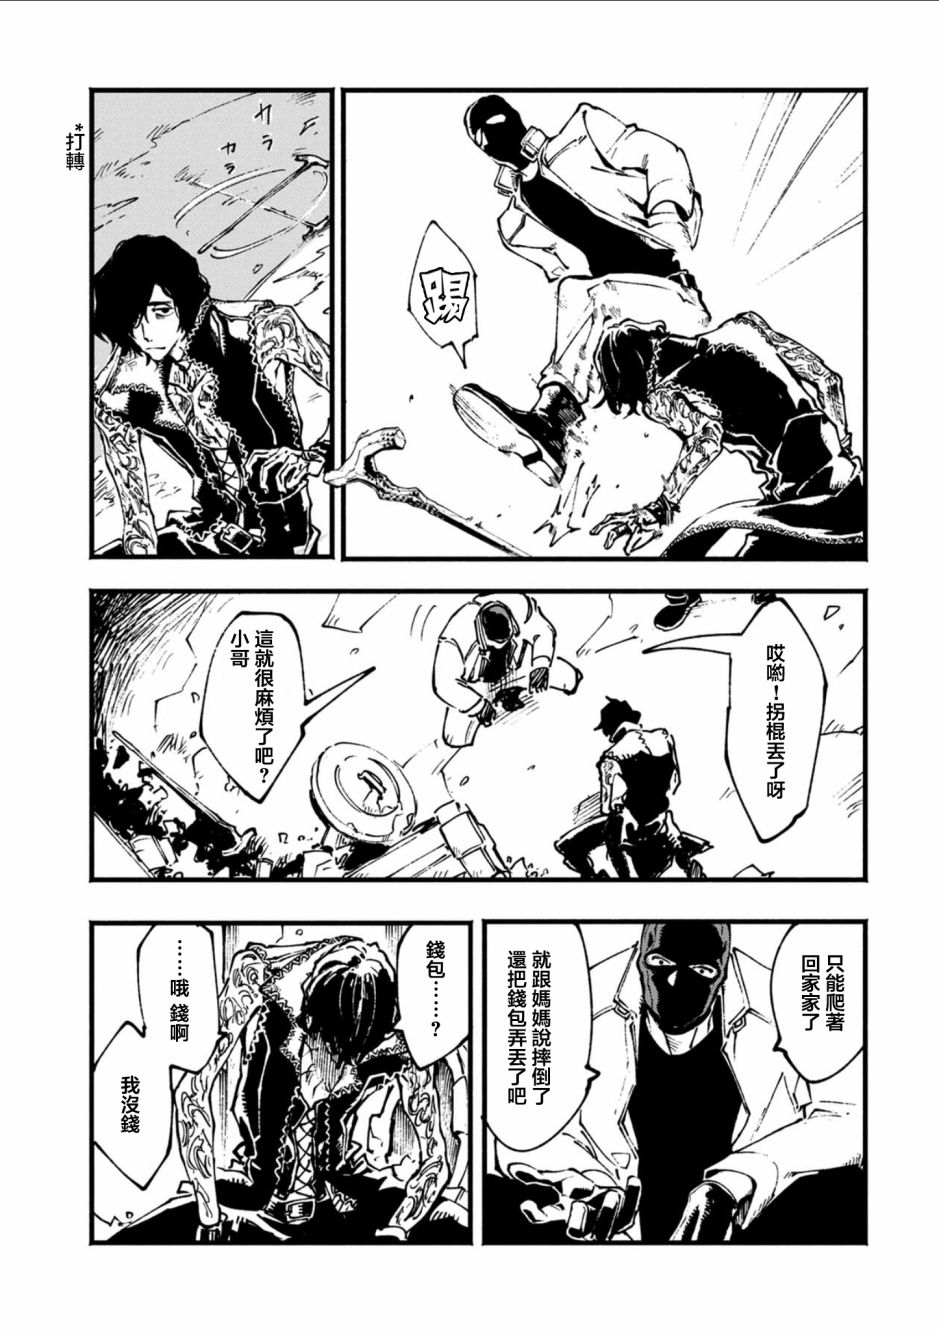 踢
カラ
カラ
*打轉
哎喲！拐棍丟了呀
這就很麻煩了吧？
小哥
只能爬著
回家家了
就跟媽媽說摔倒了
還把錢包弄丟了吧
錢包……？
……哦 錢啊
我沒錢